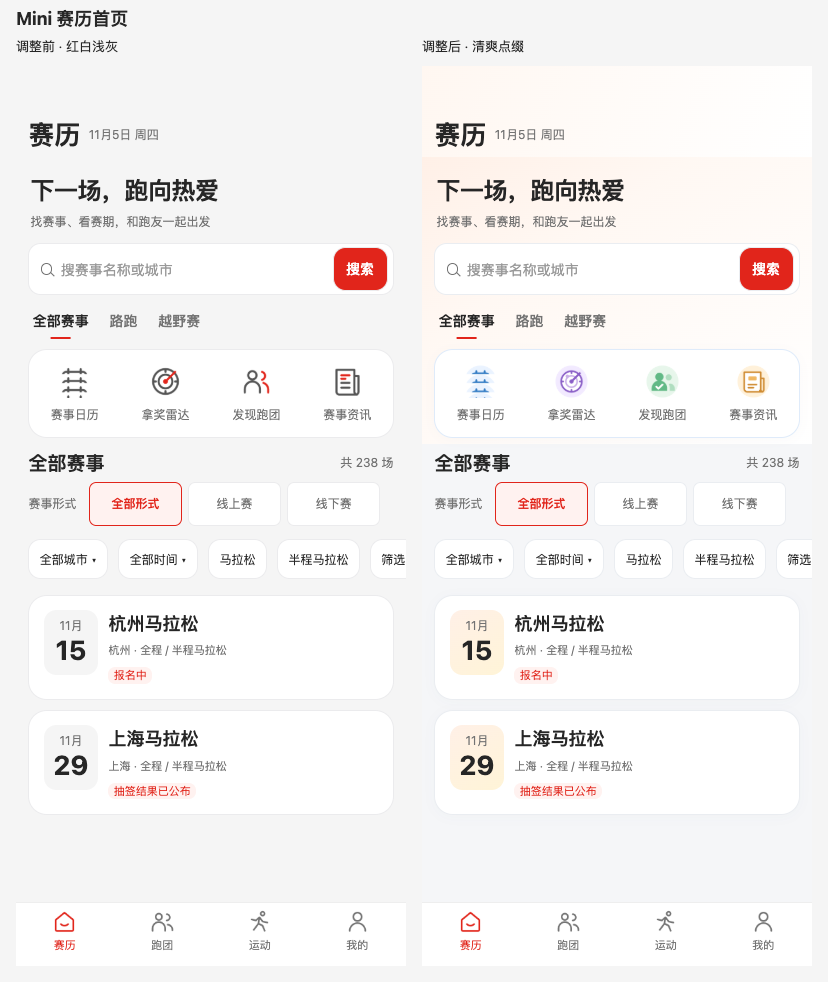 Mini 赛历首页
调整前 · 红白浅灰
赛历 11月5日 周四
下一场，跑向热爱
找赛事、看赛期，和跑友一起出发
搜赛事名称或城市 搜索
全部赛事 路跑 越野赛
赛事日历 拿奖雷达 发现跑团 赛事资讯
全部赛事 共 238 场
赛事形式 全部形式 线上赛 线下赛
全部城市 ▾ 全部时间 ▾ 马拉松 半程马拉松 筛选
11月
15
杭州马拉松
杭州 · 全程 / 半程马拉松
报名中
11月
29
上海马拉松
上海 · 全程 / 半程马拉松
抽签结果已公布
赛历 跑团 运动 我的
调整后 · 清爽点缀
赛历 11月5日 周四
下一场，跑向热爱
找赛事、看赛期，和跑友一起出发
搜赛事名称或城市 搜索
全部赛事 路跑 越野赛
赛事日历 拿奖雷达 发现跑团 赛事资讯
全部赛事 共 238 场
赛事形式 全部形式 线上赛 线下赛
全部城市 ▾ 全部时间 ▾ 马拉松 半程马拉松 筛选
11月
15
杭州马拉松
杭州 · 全程 / 半程马拉松
报名中
11月
29
上海马拉松
上海 · 全程 / 半程马拉松
抽签结果已公布
赛历 跑团 运动 我的